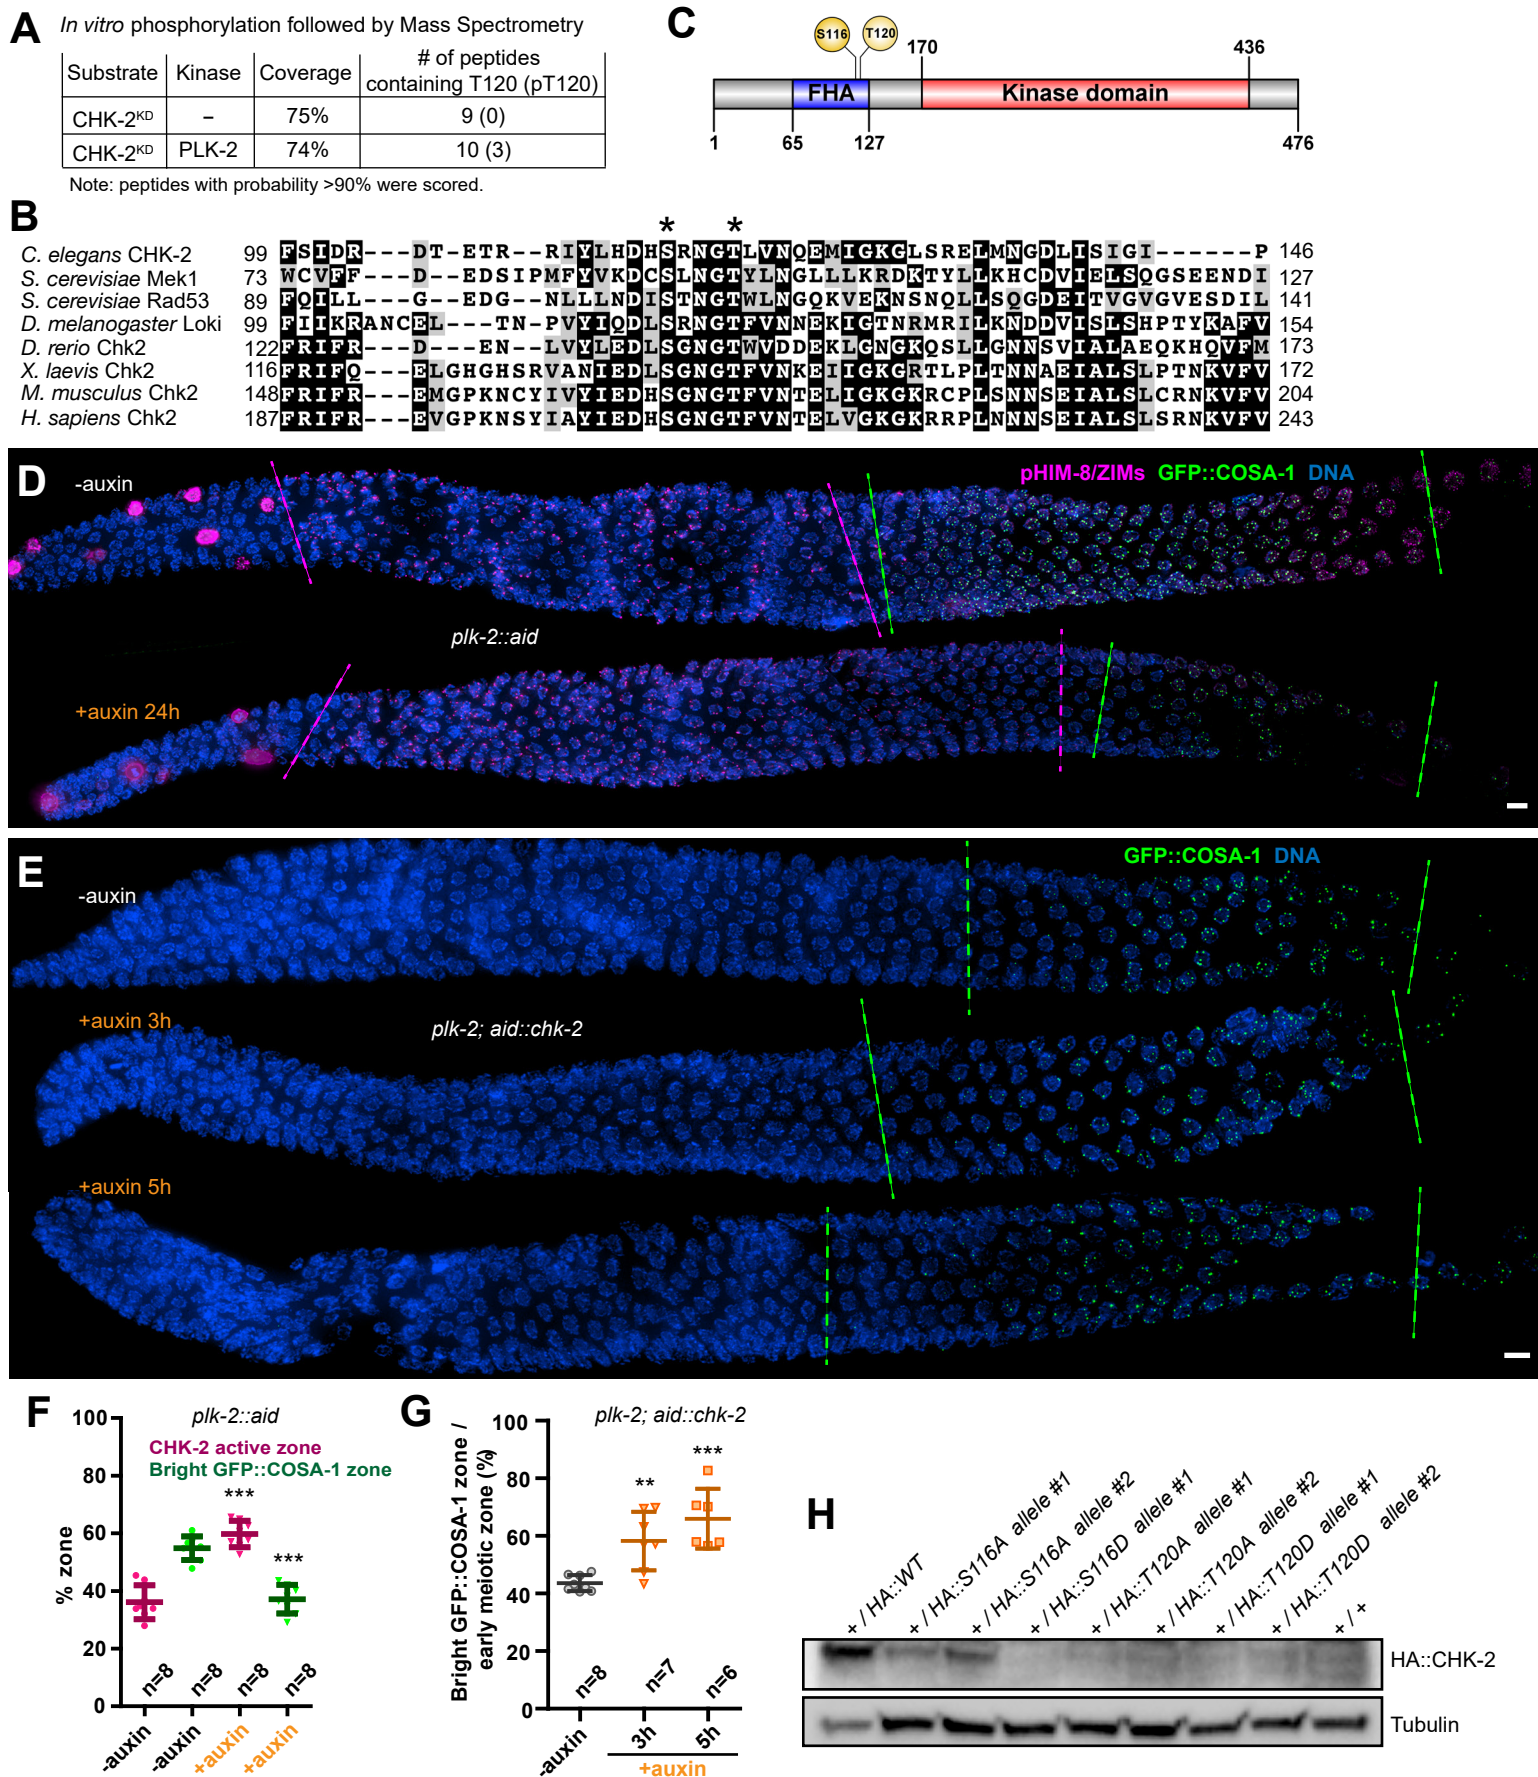 A
In vitro phosphorylation followed by Mass Spectrometry
Substrate Kinase Coverage # of peptides containing T120 (pT120)
CHK-2KD – 75% 9 (0)
CHK-2KD PLK-2 74% 10 (3)
Note: peptides with probability >90% were scored.
C
S116 T120
170 436
FHA Kinase domain
1 65 127 476
B
* *
C. elegans CHK-2 99 FSIDR---DT-ETR--RIYLHDHSRNGTLVNQEMIGKGLSRELMNGDLISIGI------P 146
S. cerevisiae Mek1 73 WCVFF---D--EDSIPMFYVKDCSLNGTYLNGLLLKRDKTYLLKHCDVIELSQGSEENDI 127
S. cerevisiae Rad53 89 FQILL---G--EDG--NLLLNDISTNGTWLNGQKVEKNSNQLLSQGDEITVGVGVESDIL 141
D. melanogaster Loki 99 FIIKRANCEL---TN-PVYIQDLSRNGTFVNNEKIGTNRMRILKNDDVISLSHPTYKAFV 154
D. rerio Chk2 122 FRIFR---D---EN--LVYLEDLSGNGTWVDDEKLGNGKQSLLGNNSVIALAEQKHQVFM 173
X. laevis Chk2 116 FRIFQ---ELGHGHSRVANIEDLSGNGTFVNKEIIGKGRTLPLTNNAEIALSLPTNKVFV 172
M. musculus Chk2 148 FRIFR---EMGPKNCYIVYIEDHSGNGTFVNTELIGKGKRCPLSNNSEIALSLCRNKVFV 204
H. sapiens Chk2 187 FRIFR---EVGPKNSYIAYIEDHSGNGTFVNTELVGKGKRRPLNNNSEIALSLSRNKVFV 243
D
-auxin
pHIM-8/ZIMs GFP::COSA-1 DNA
plk-2::aid
+auxin 24h
E
-auxin
GFP::COSA-1 DNA
+auxin 3h
plk-2; aid::chk-2
+auxin 5h
F
plk-2::aid
CHK-2 active zone
Bright GFP::COSA-1 zone
% zone
100
80
60
40
20
0
*** ***
n=8 n=8 n=8 n=8
-auxin -auxin +auxin +auxin
G
plk-2; aid::chk-2
Bright GFP::COSA-1 zone /
early meiotic zone (%)
100
80
60
40
20
0
** ***
n=8 n=7 n=6
-auxin 3h 5h
+auxin
H
+/HA::WT
+/HA::S116A allele #1
+/HA::S116A allele #2
+/HA::S116D allele #1
+/HA::T120A allele #1
+/HA::T120A allele #2
+/HA::T120D allele #1
+/HA::T120D allele #2
+/+
HA::CHK-2
Tubulin